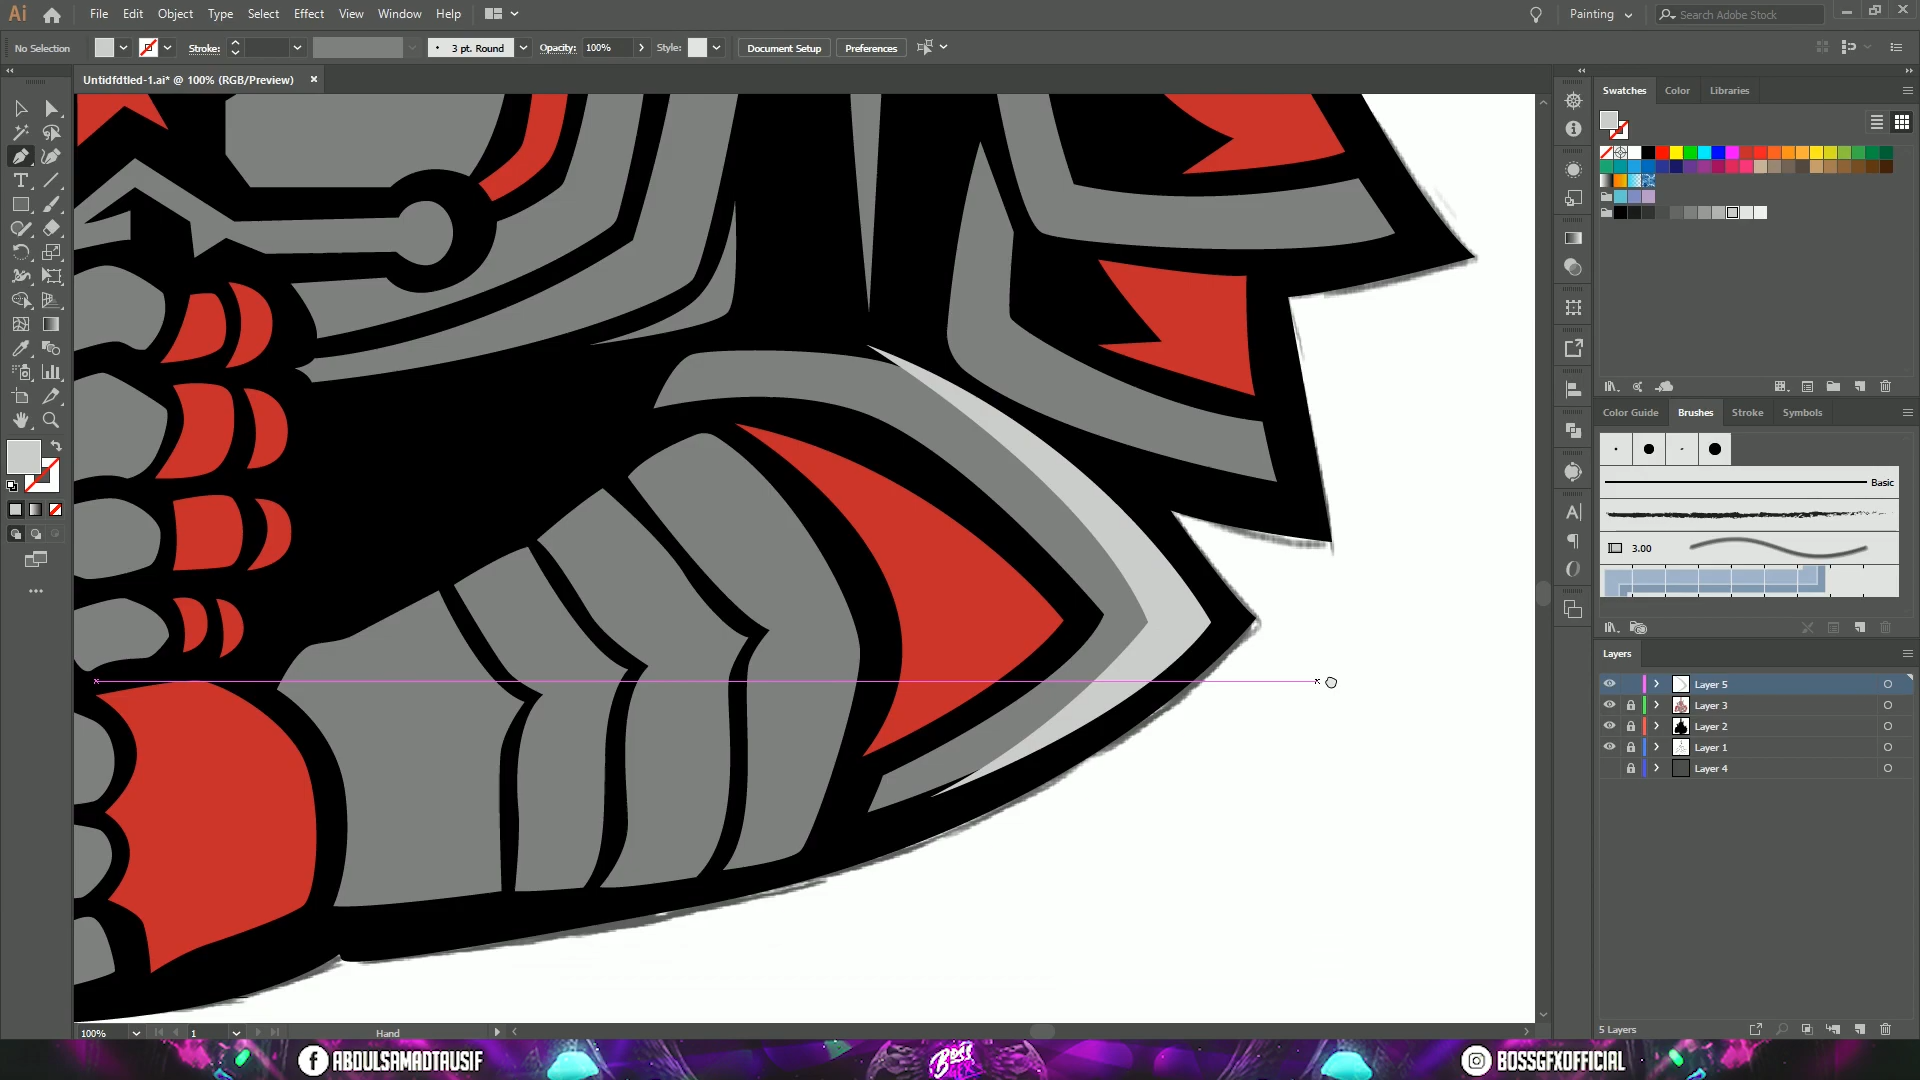 Ai File Edit Object Type Select Effect View Window Help Painting Search Adobe Stock
No Selection Stroke: 3 pt. Round Opacity: 100% Style: Document Setup Preferences
Untidfdtled-1.ai* @ 100% (RGB/Preview)
Swatches Color Libraries
Color Guide Brushes Stroke Symbols
Basic
3.00
Layers
Layer 5
Layer 3
Layer 2
Layer 1
Layer 4
5 Layers
100% 1 Hand
ABDULSAMADTAUSIF BOSS GFX BOSSGFXOFFICIAL